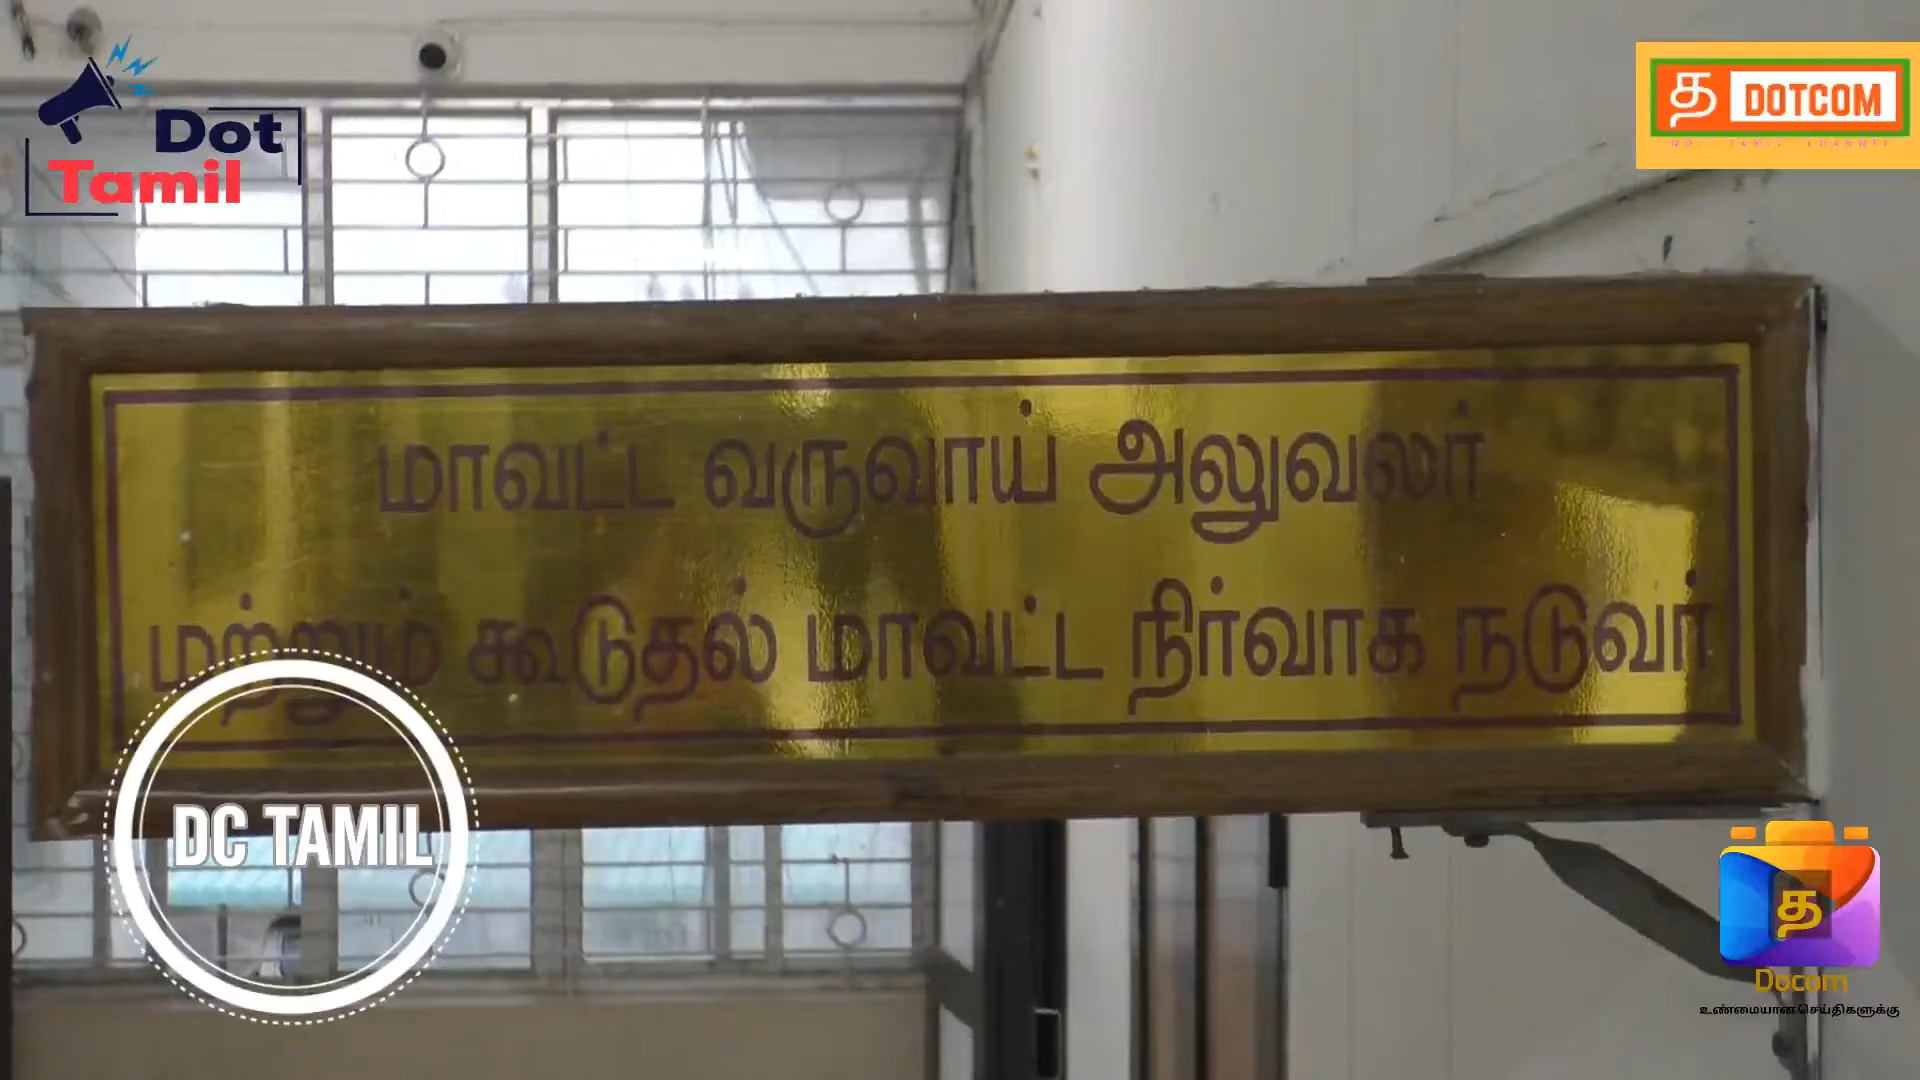 Dot
Tamil
த DOTCOM
மாவட்ட வருவாய் அலுவலர்
மற்றும் கூடுதல் மாவட்ட நிர்வாக நடுவர்
DC TAMIL
த
Docom
உண்மையான செய்திகளுக்கு